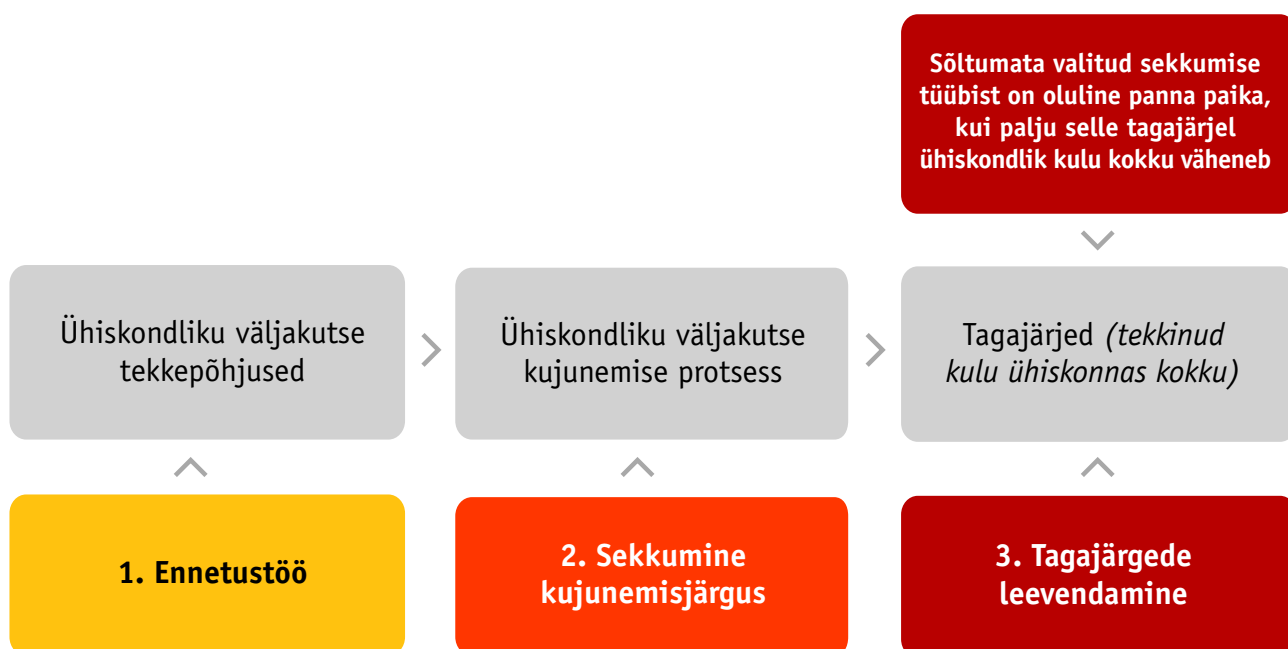 Sõltumata valitud sekkumise
tüübist on oluline panna paika,
kui palju selle tagajärjel
ühiskondlik kulu kokku väheneb
Ühiskondliku väljakutse
tekkepõhjused
Ühiskondliku väljakutse
kujunemise protsess
Tagajärjed (tekkinud
kulu ühiskonnas kokku)
1. Ennetustöö
2. Sekkumine
kujunemisjärgus
3. Tagajärgede
leevendamine